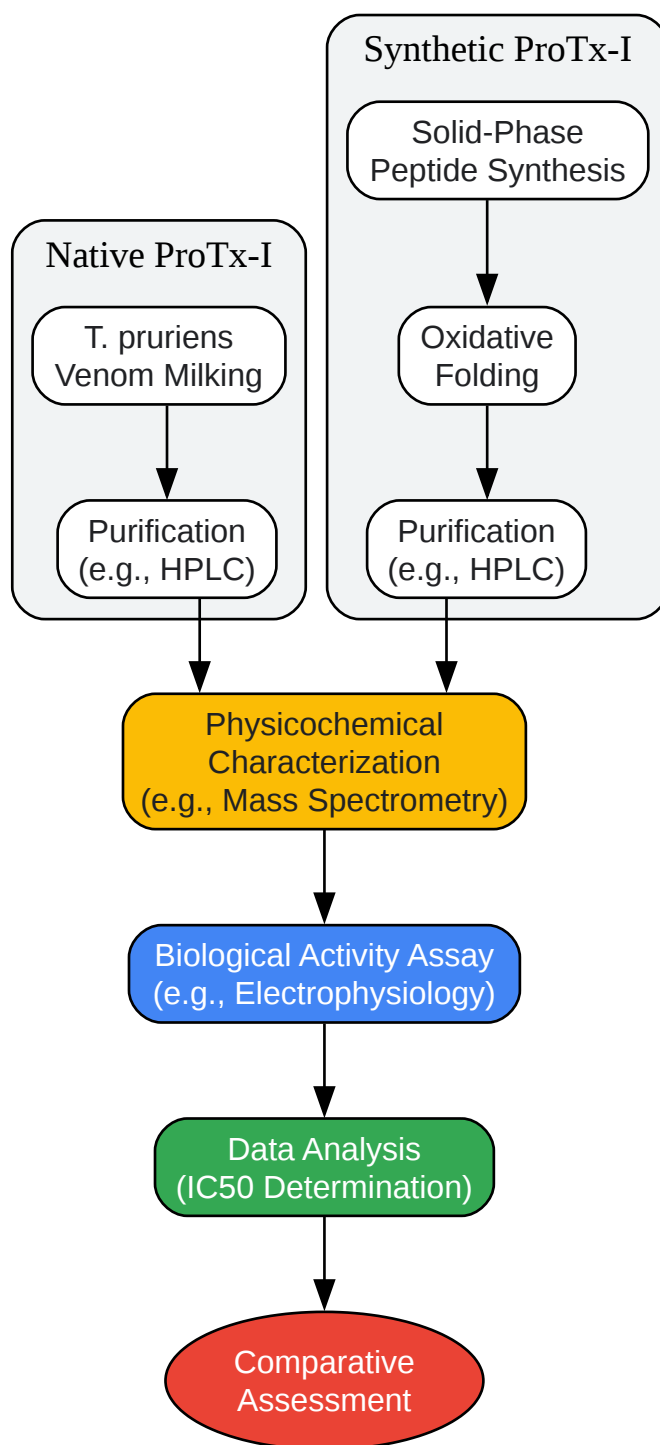 Synthetic ProTx-I
Solid-Phase
Peptide Synthesis
Native ProTx-I
T. pruriens
Venom Milking
Oxidative
Folding
Purification
(e.g., HPLC)
Purification
(e.g., HPLC)
Physicochemical
Characterization
(e.g., Mass Spectrometry)
Biological Activity Assay
(e.g., Electrophysiology)
Data Analysis
(IC50 Determination)
Comparative
Assessment